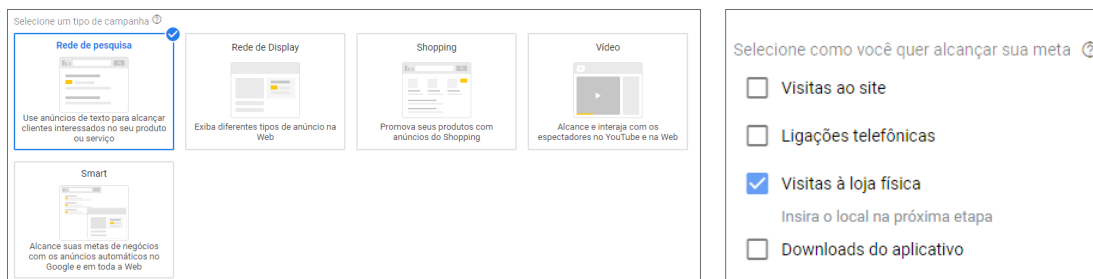 Selecione um tipo de campanha
Rede de pesquisa
Use anúncios de texto para alcançar
clientes interessados no seu produto
ou serviço
Rede de Display
Exiba diferentes tipos de anúncio na
Web
Shopping
Promova seus produtos com
anúncios do Shopping
Vídeo
Alcance e interaja com os
espectadores no YouTube e na Web
Smart
Alcance suas metas de negócios
com os anúncios automáticos no
Google e em toda a Web
Selecione como você quer alcançar sua meta
Visitas ao site
Ligações telefônicas
Visitas à loja física
Insira o local na próxima etapa
Downloads do aplicativo